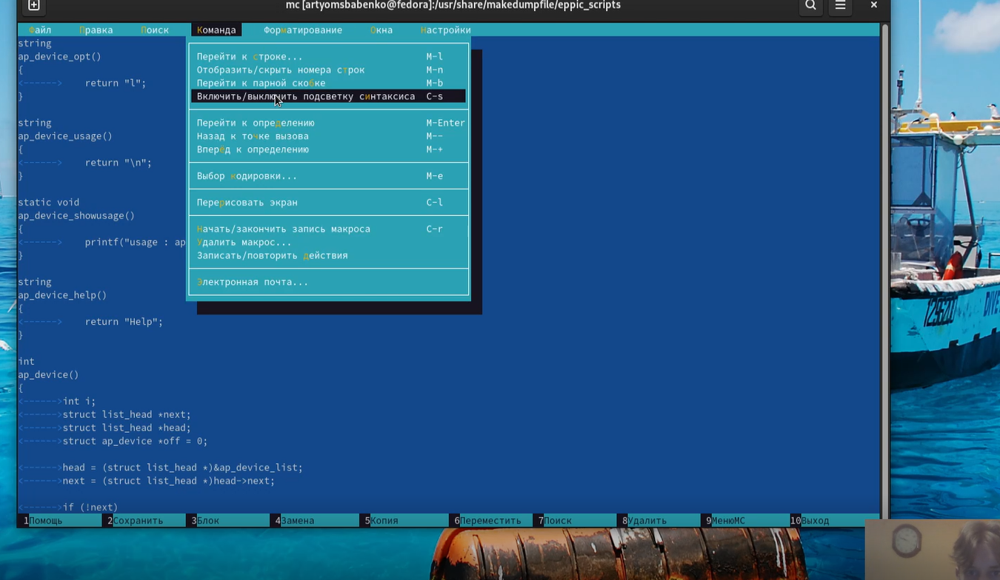 mc [artyomsbabenko@fedora]:/usr/share/makedumpfile/eppic_scripts
Файл Правка Поиск Команда Форматирование Окна Настройки
string
ap_device_opt()
{
<------> return "l";
}
string
ap_device_usage()
{
<------> return "\n";
}
static void
ap_device_showusage()
{
<------> printf("usage : ap
}
string
ap_device_help()
{
<------> return "Help";
}
int
ap_device()
{
<------>int i;
<------>struct list_head *next;
<------>struct list_head *head;
<------>struct ap_device *off = 0;
<------>head = (struct list_head *)&ap_device_list;
<------>next = (struct list_head *)head->next;
<------>if (!next)
Перейти к строке... M-l
Отобразить/скрыть номера строк M-n
Перейти к парной скобке M-b
Включить/выключить подсветку синтаксиса C-s
Перейти к определению M-Enter
Назад к точке вызова M--
Вперёд к определению M-+
Выбор кодировки... M-e
Перерисовать экран C-l
Начать/закончить запись макроса C-r
Удалить макрос...
Записать/повторить действия
Электронная почта...
1Помощь 2Сохранить 3Блок 4Замена 5Копия 6Переместить 7Поиск 8Удалить 9МенюMC 10Выход
DIVE